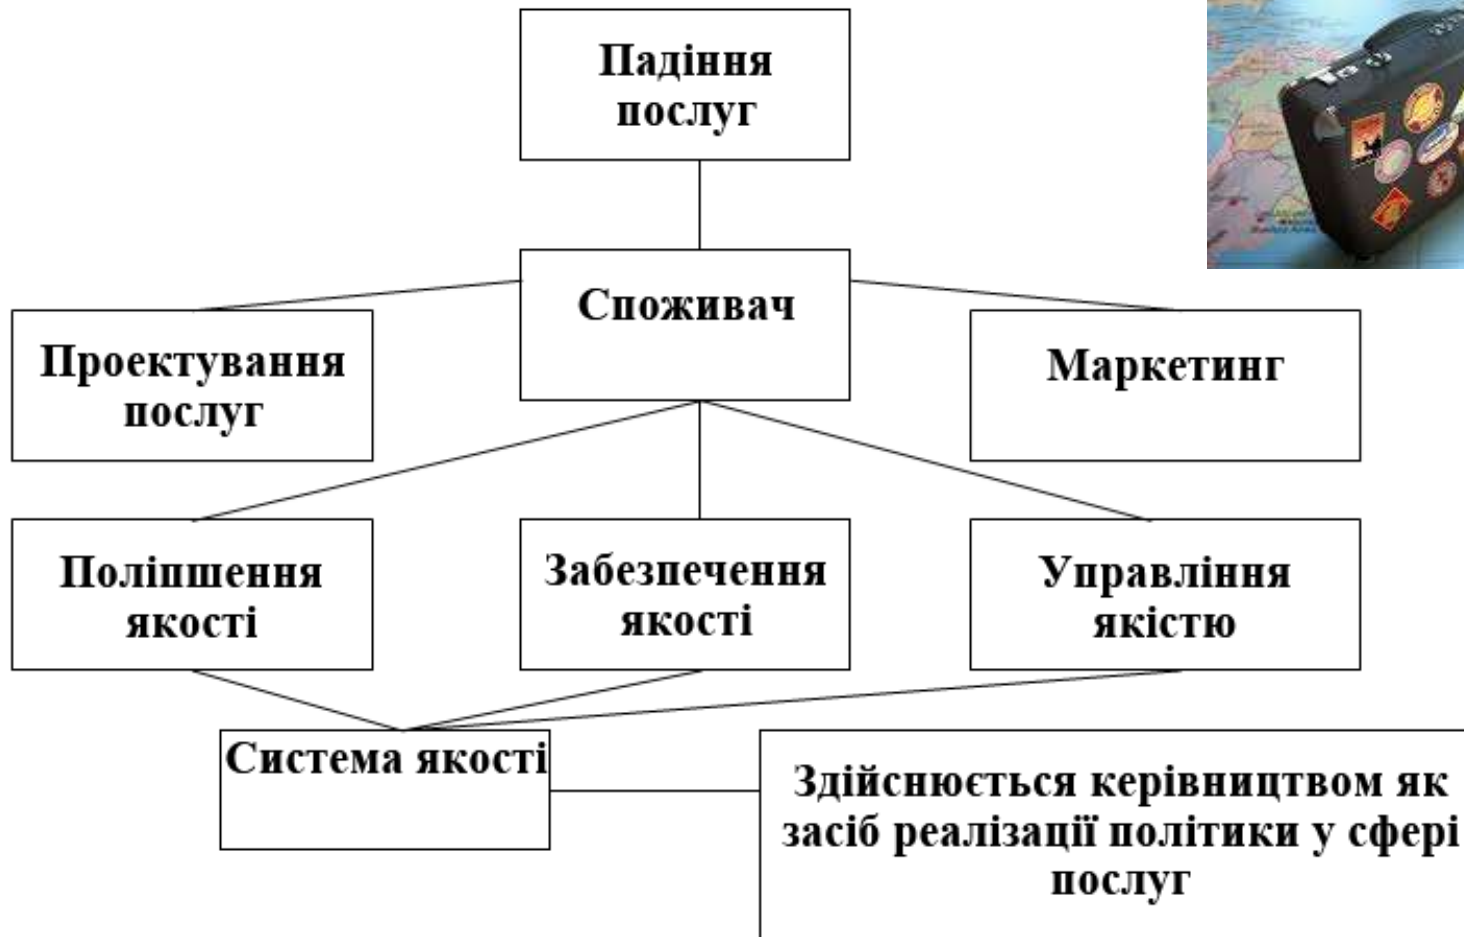 Падіння
послуг
Споживач
Проектування
послуг
Маркетинг
Поліпшення
якості
Забезпечення
якості
Управління
якістю
Система якості
Здійснюється керівництвом як
засіб реалізації політики у сфері
послуг